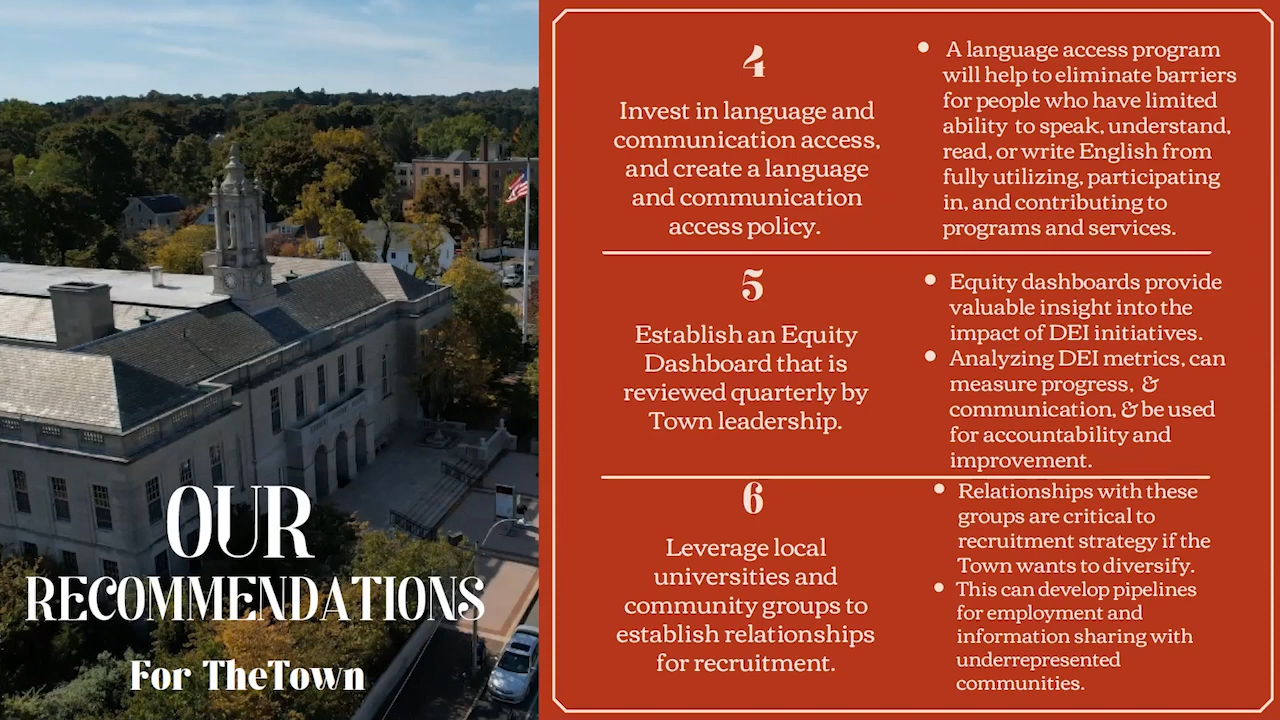 OUR
RECOMMENDATIONS
For TheTown
4
Invest in language and
communication access,
and create a language
and communication
access policy.
• A language access program
will help to eliminate barriers
for people who have limited
ability to speak, understand,
read, or write English from
fully utilizing, participating
in, and contributing to
programs and services.
5
Establish an Equity
Dashboard that is
reviewed quarterly by
Town leadership.
• Equity dashboards provide
valuable insight into the
impact of DEI initiatives.
• Analyzing DEI metrics, can
measure progress, &
communication, & be used
for accountability and
improvement.
6
Leverage local
universities and
community groups to
establish relationships
for recruitment.
• Relationships with these
groups are critical to
recruitment strategy if the
Town wants to diversify.
• This can develop pipelines
for employment and
information sharing with
underrepresented
communities.